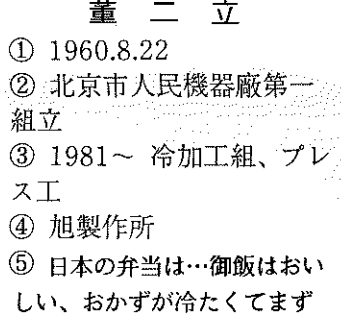 董 二 立
① 1960.8.22
② 北京市人民機器廠第一
組立
③ 1981～ 冷加工組、プレ
ス工
④ 旭製作所
⑤ 日本の弁当は…御飯はおい
しい、おかずが冷たくてまず